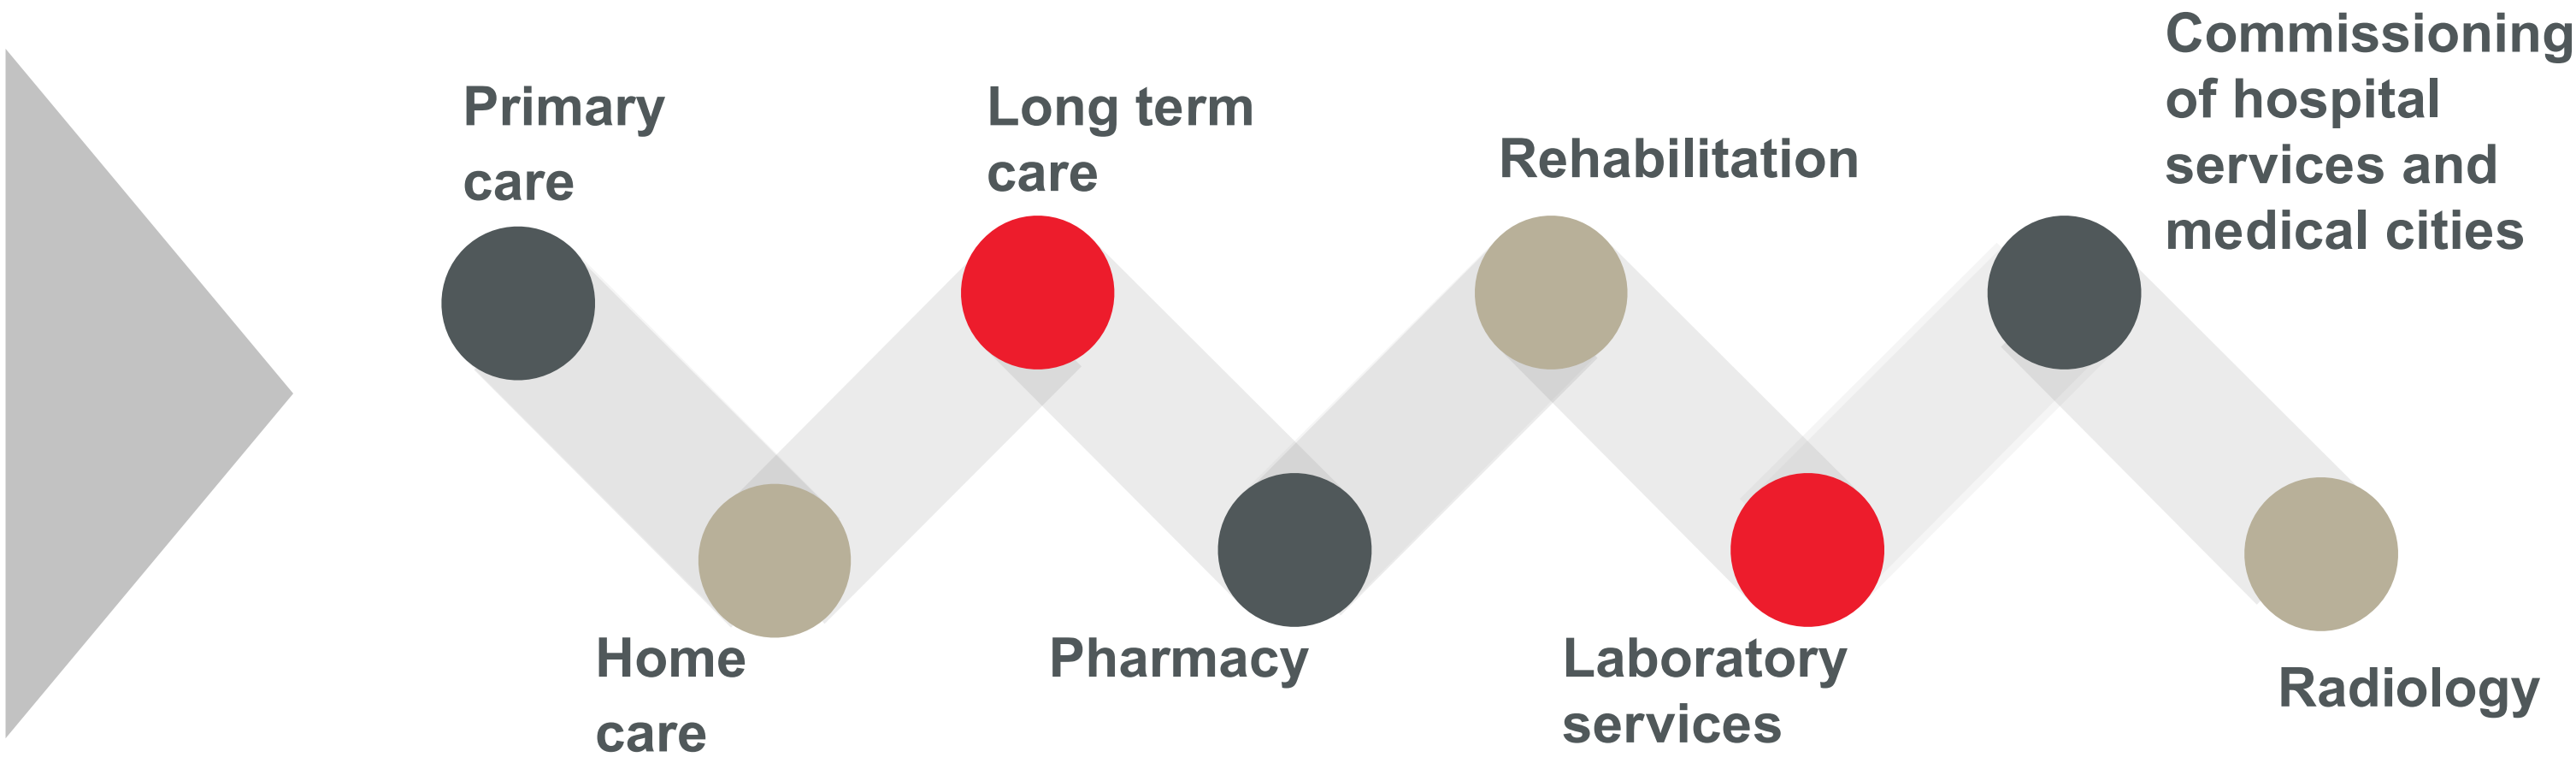 Primary
care
Home
care
Long term
care
Pharmacy
Rehabilitation
Laboratory
services
Commissioning
of hospital
services and
medical cities
Radiology